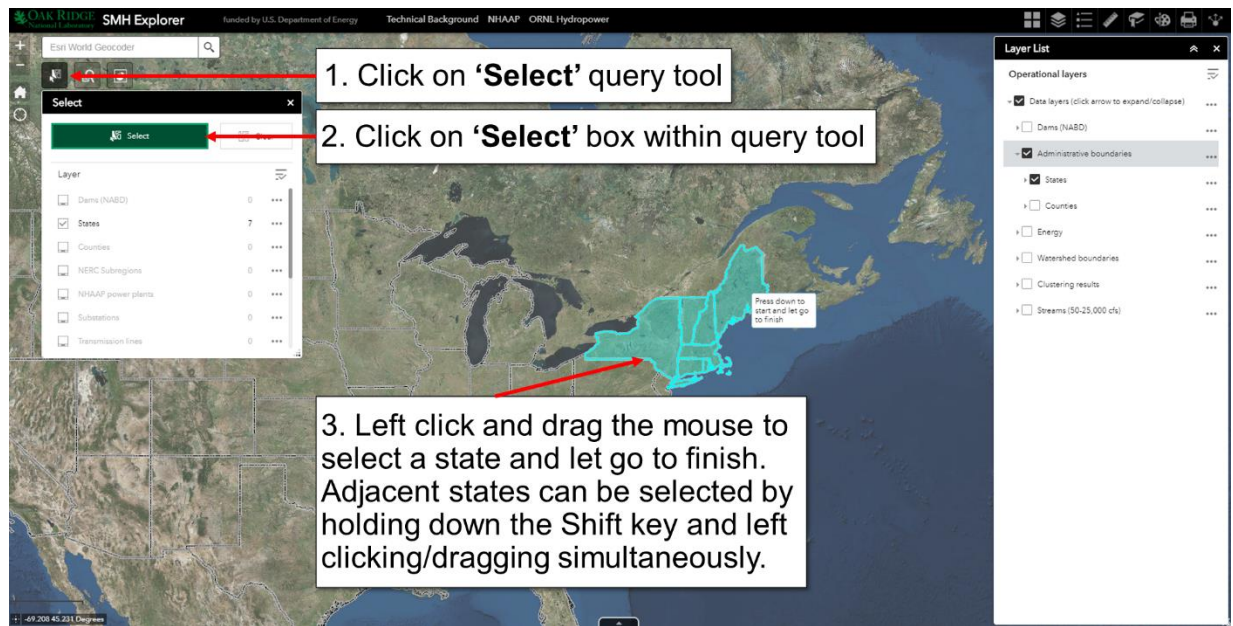 OAK RIDGE
National Laboratory
SMH Explorer
funded by U.S. Department of Energy
Technical Background NHAAP ORNL Hydropower
Esri World Geocoder
1. Click on ‘Select’ query tool
Select
Select
2. Click on ‘Select’ box within query tool
Layer
Dams (NABD) 0
States 7
Counties 0
NERC Subregions 0
NHAAP power plants 0
Substations 0
Transmission lines 0
Press down to
start and let go
to finish
3. Left click and drag the mouse to
select a state and let go to finish.
Adjacent states can be selected by
holding down the Shift key and left
clicking/dragging simultaneously.
Layer List
Operational layers
Data layers (click arrow to expand/collapse)
Dams (NABD)
Administrative boundaries
States
Counties
Energy
Watershed boundaries
Clustering results
Streams (50-25,000 cfs)
-69.208 45.231 Degrees